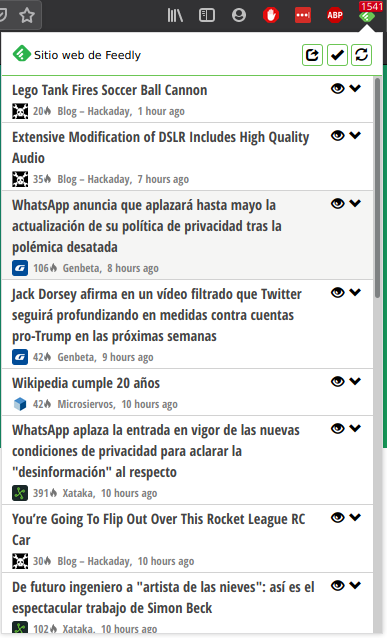 1541
ABP
Sitio web de Feedly
Lego Tank Fires Soccer Ball Cannon
20 Blog – Hackaday, 1 hour ago
Extensive Modification of DSLR Includes High Quality
Audio
35 Blog – Hackaday, 7 hours ago
WhatsApp anuncia que aplazará hasta mayo la
actualización de su política de privacidad tras la
polémica desatada
G 106 Genbeta, 8 hours ago
Jack Dorsey afirma en un vídeo filtrado que Twitter
seguirá profundizando en medidas contra cuentas
pro-Trump en las próximas semanas
G 42 Genbeta, 9 hours ago
Wikipedia cumple 20 años
42 Microsiervos, 10 hours ago
WhatsApp aplaza la entrada en vigor de las nuevas
condiciones de privacidad para aclarar la
"desinformación" al respecto
391 Xataka, 10 hours ago
You’re Going To Flip Out Over This Rocket League RC
Car
30 Blog – Hackaday, 10 hours ago
De futuro ingeniero a "artista de las nieves": así es el
espectacular trabajo de Simon Beck
102 Xataka, 10 hours ago